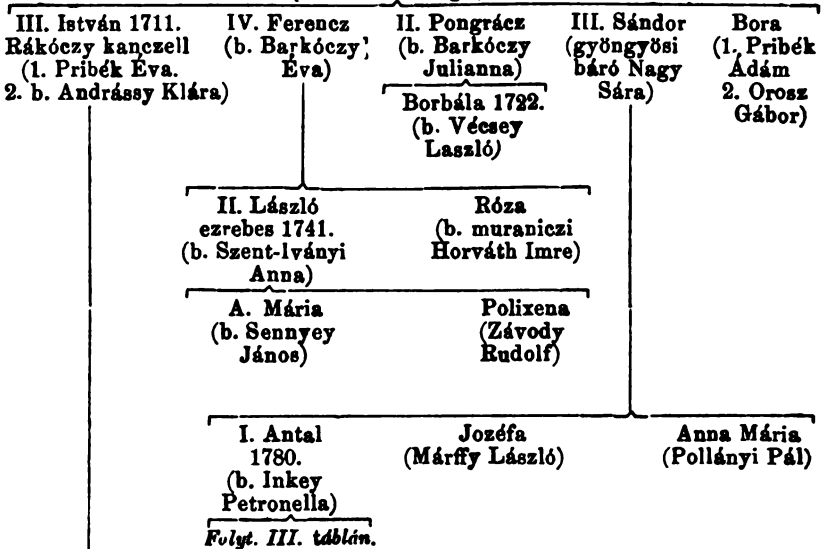 III. István 1711.
Rákóczy kanczell
(1. Pribék Éva.
2. b. Andrássy Klára)
IV. Ferencz
(b. Barkóczy
Éva)
II. Pongrácz
(b. Barkóczy
Julianna)
Borbála 1722.
(b. Vécsey
Laszló)
III. Sándor
(gyöngyösi
báró Nagy
Sára)
Bora
(1. Pribék
Ádám
2. Orosz
Gábor)
II. László
ezrebes 1741.
(b. Szent-Iványi
Anna)
Róza
(b. muraniczi
Horváth Imre)
A. Mária
(b. Sennyey
János)
Polixena
(Závody
Rudolf)
I. Antal
1780.
(b. Inkey
Petronella)
Folyt. III. táblán.
Jozéfa
(Márffy László)
Anna Mária
(Pollányi Pál)